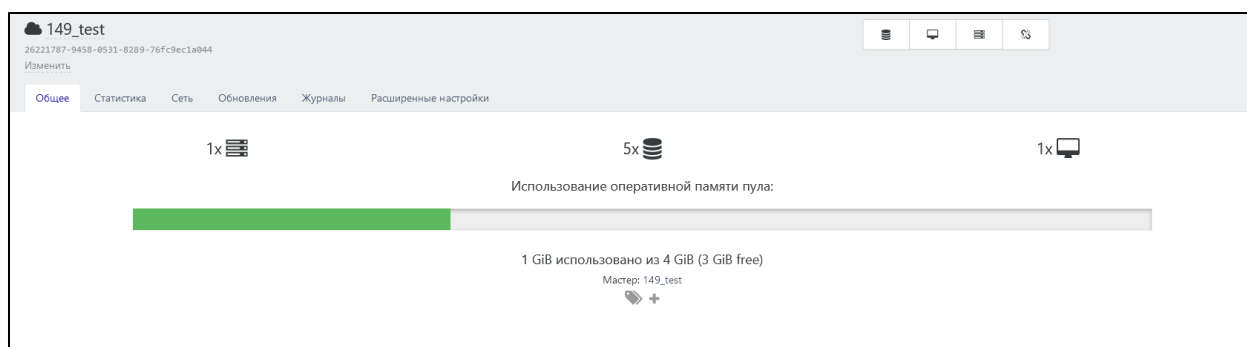 149_test
26221787-9458-0531-8289-76fc9ec1a044
Изменить
Общее Статистика Сеть Обновления Журналы Расширенные настройки
1x 5x 1x
Использование оперативной памяти пула:
1 GiB использовано из 4 GiB (3 GiB free)
Мастер: 149_test